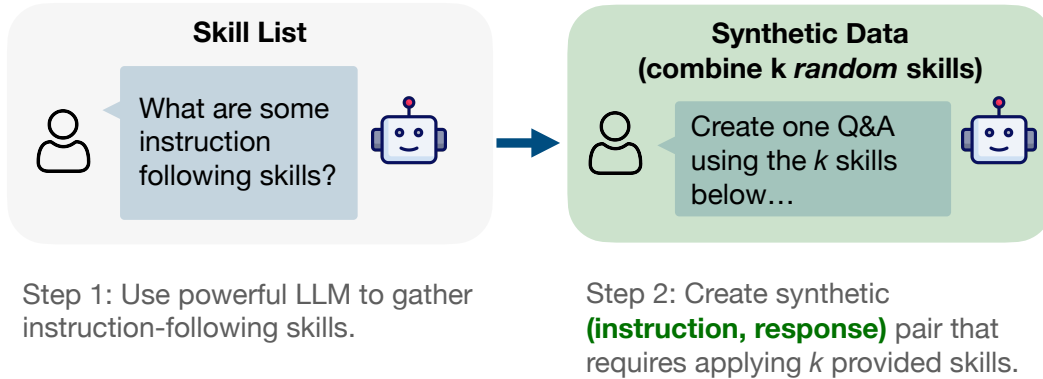 Skill List
What are some
instruction
following skills?
Synthetic Data
(combine k random skills)
Create one Q&A
using the k skills
below…
Step 1: Use powerful LLM to gather
instruction-following skills.
Step 2: Create synthetic
(instruction, response) pair that
requires applying k provided skills.